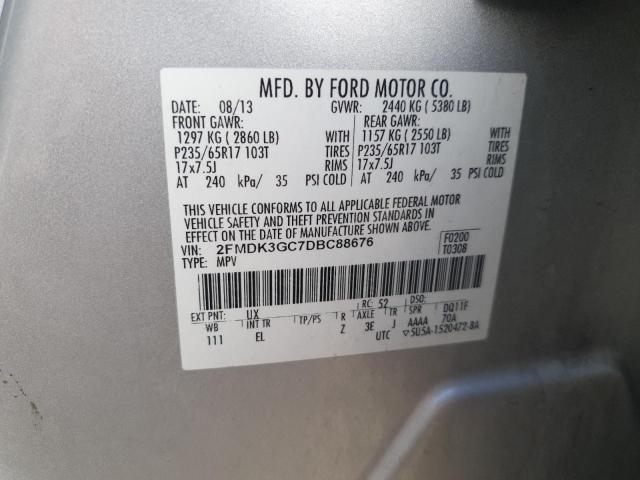 MFD. BY FORD MOTOR CO.
DATE: 08/13 GVWR: 2440 KG ( 5380 LB)
FRONT GAWR: REAR GAWR:
1297 KG ( 2860 LB) WITH 1157 KG ( 2550 LB) WITH
P235/65R17 103T TIRES P235/65R17 103T TIRES
17x7.5J RIMS 17x7.5J RIMS
AT 240 kPa/ 35 PSI COLD AT 240 kPa/ 35 PSI COLD
THIS VEHICLE CONFORMS TO ALL APPLICABLE FEDERAL MOTOR
VEHICLE SAFETY AND THEFT PREVENTION STANDARDS IN
EFFECT ON THE DATE OF MANUFACTURE SHOWN ABOVE.
VIN: 2FMDK3GC7DBC88676 F0200
TYPE: MPV T0308
EXT PNT: UX RC: 52 DSO:
WB INT TR TP/PS R AXLE TR SPR DQ11F
111 EL Z 3E J AAAA 70A
UTC ▽5U5A-1520472-BA